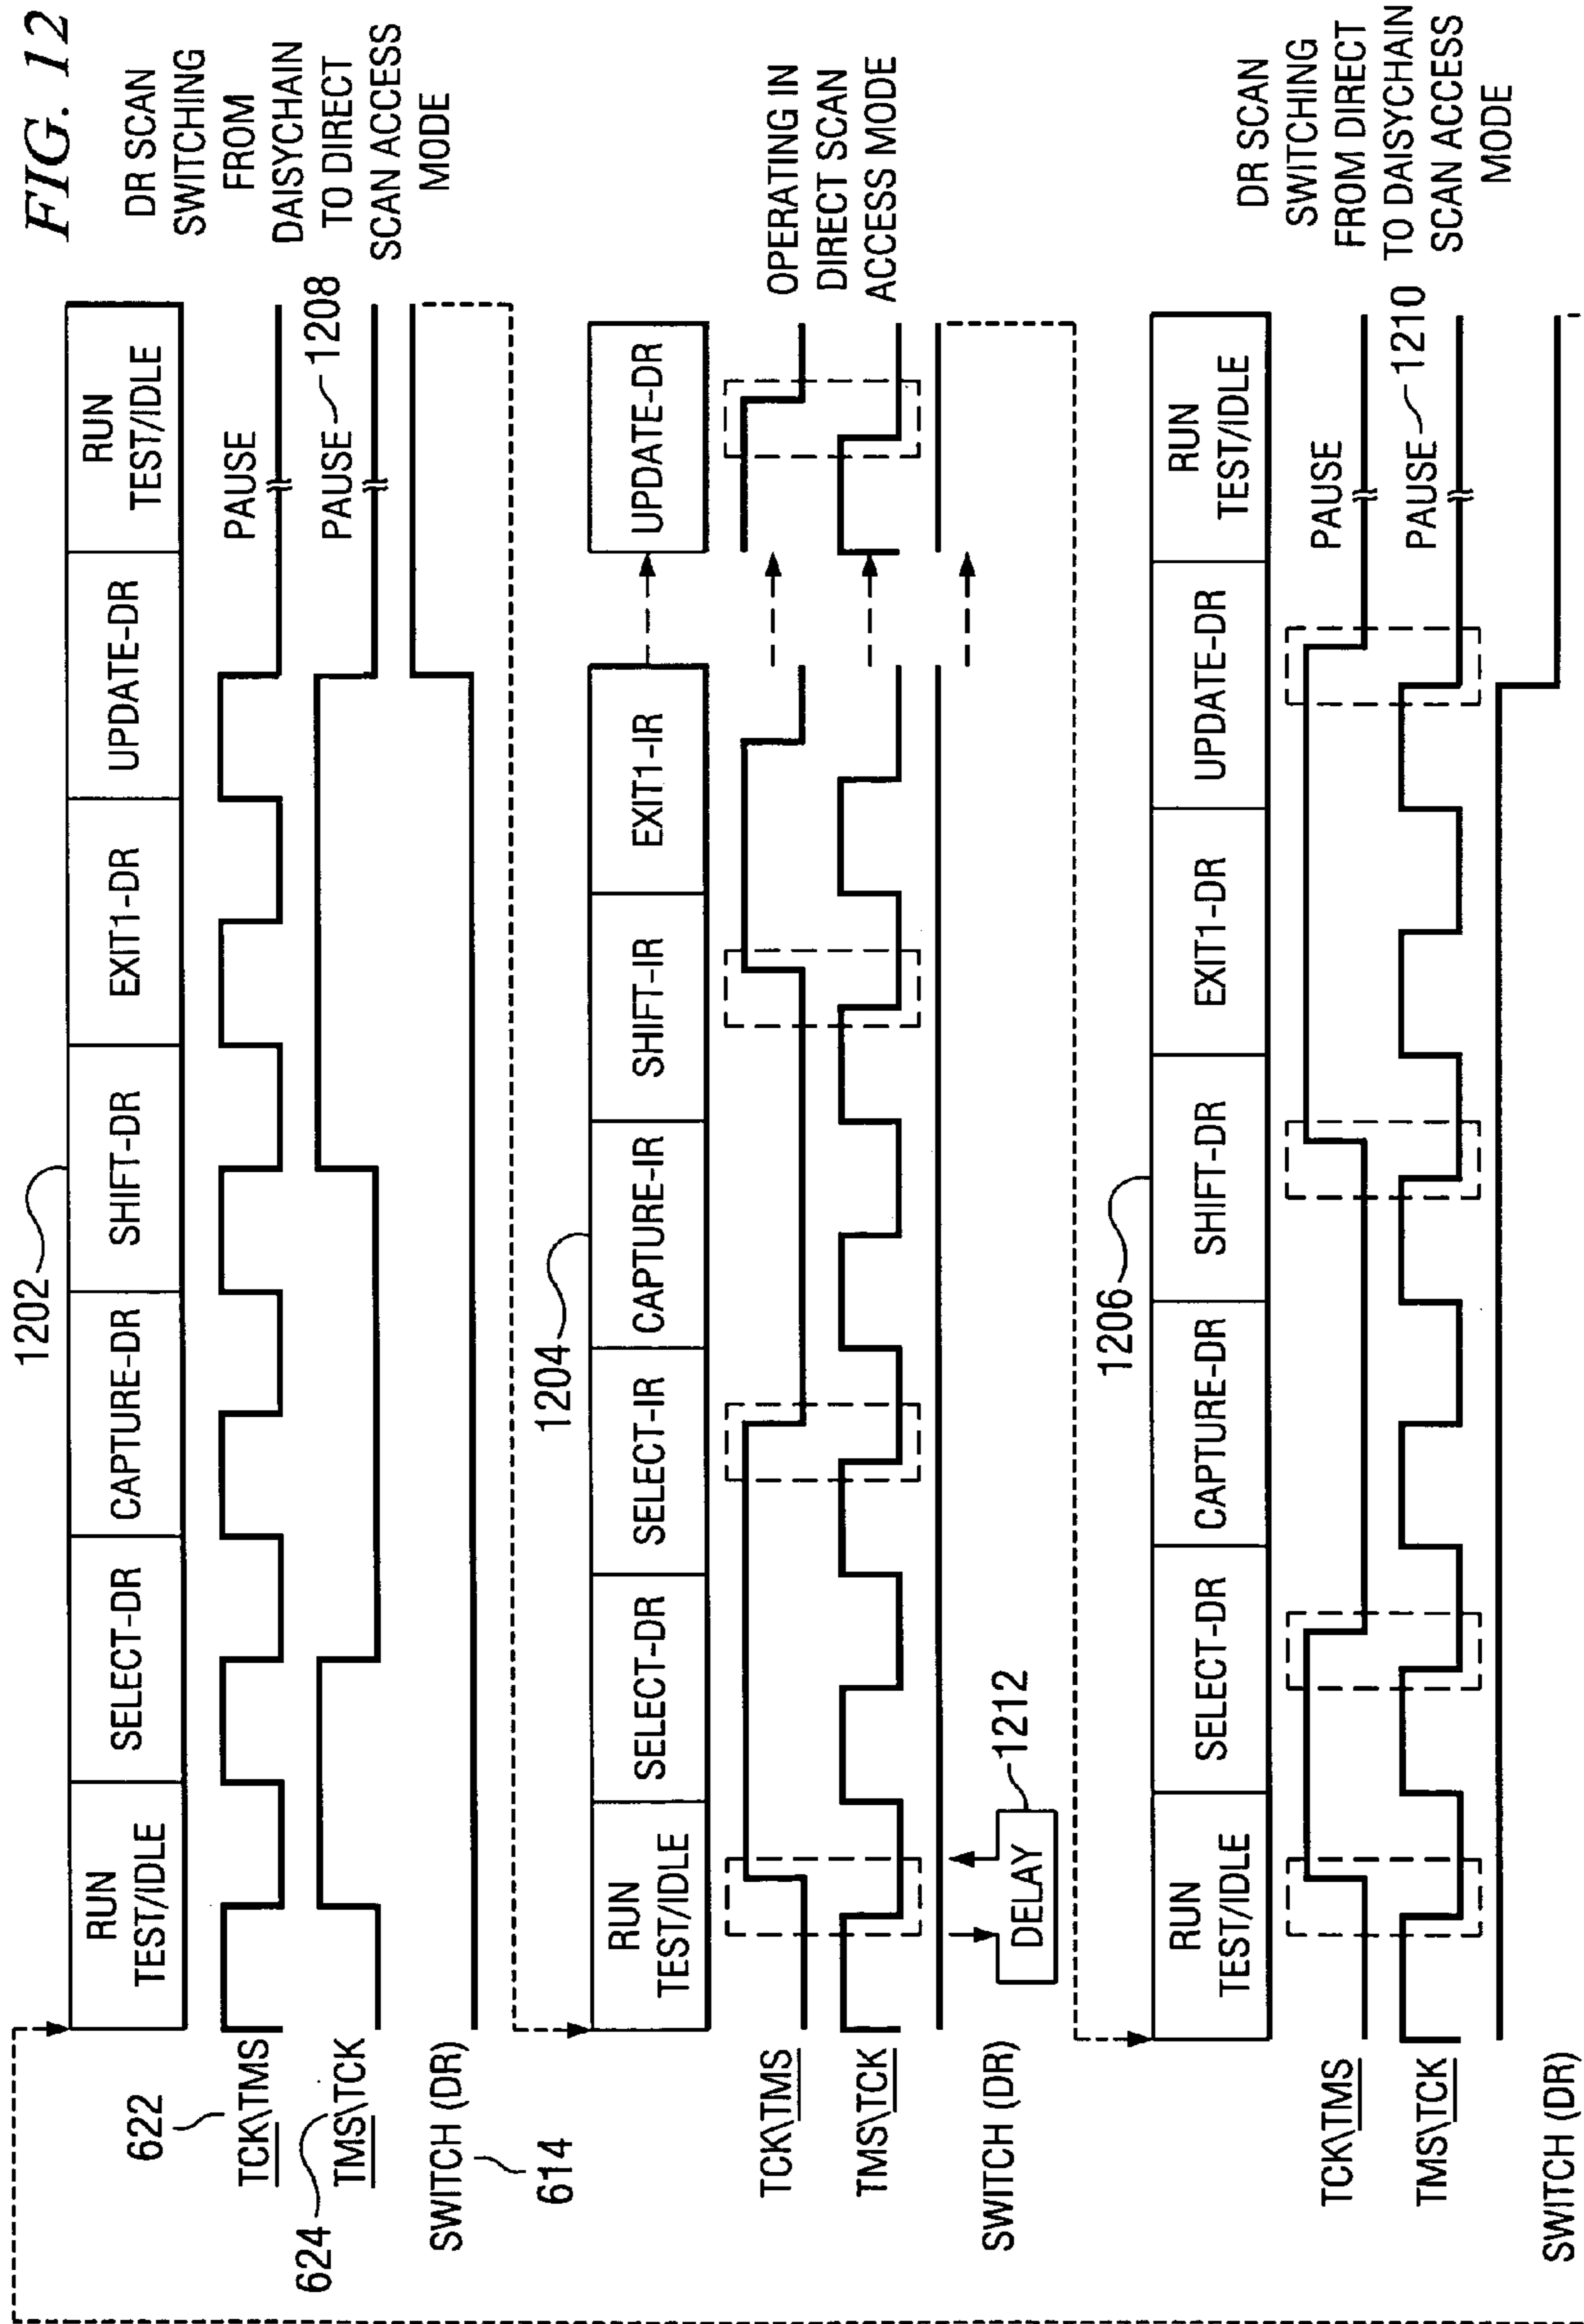 FIG. 12
1202
RUN
TEST/IDLE
SELECT-DR
CAPTURE-DR
SHIFT-DR
EXIT1-DR
UPDATE-DR
RUN
TEST/IDLE
DR SCAN
SWITCHING
FROM
DAISYCHAIN
TO DIRECT
SCAN ACCESS
MODE
622
TCK\TMS
PAUSE
624
TMS\TCK
PAUSE
1208
SWITCH (DR)
614
1204
RUN
TEST/IDLE
SELECT-DR
SELECT-IR
CAPTURE-IR
SHIFT-IR
EXIT1-IR
UPDATE-DR
OPERATING IN
DIRECT SCAN
ACCESS MODE
TCK\TMS
TMS\TCK
SWITCH (DR)
DELAY
1212
1206
RUN
TEST/IDLE
SELECT-DR
CAPTURE-DR
SHIFT-DR
EXIT1-DR
UPDATE-DR
RUN
TEST/IDLE
DR SCAN
SWITCHING
FROM DIRECT
TO DAISYCHAIN
SCAN ACCESS
MODE
TCK\TMS
PAUSE
TMS\TCK
PAUSE
1210
SWITCH (DR)